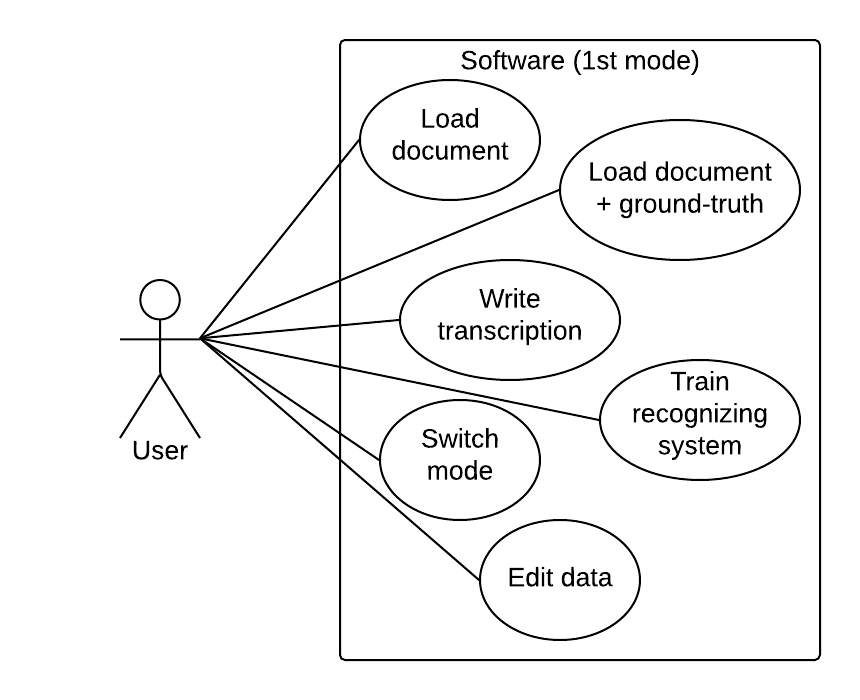 Software (1st mode)
Load
document
Load document
+ ground-truth
Write
transcription
Train
recognizing
system
Switch
mode
User
Edit data